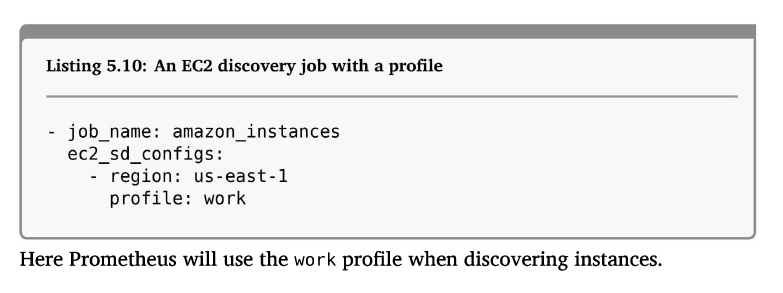 Listing 5.10: An EC2 discovery job with a profile
- job_name: amazon_instances
  ec2_sd_configs:
    - region: us-east-1
      profile: work
Here Prometheus will use the work profile when discovering instances.